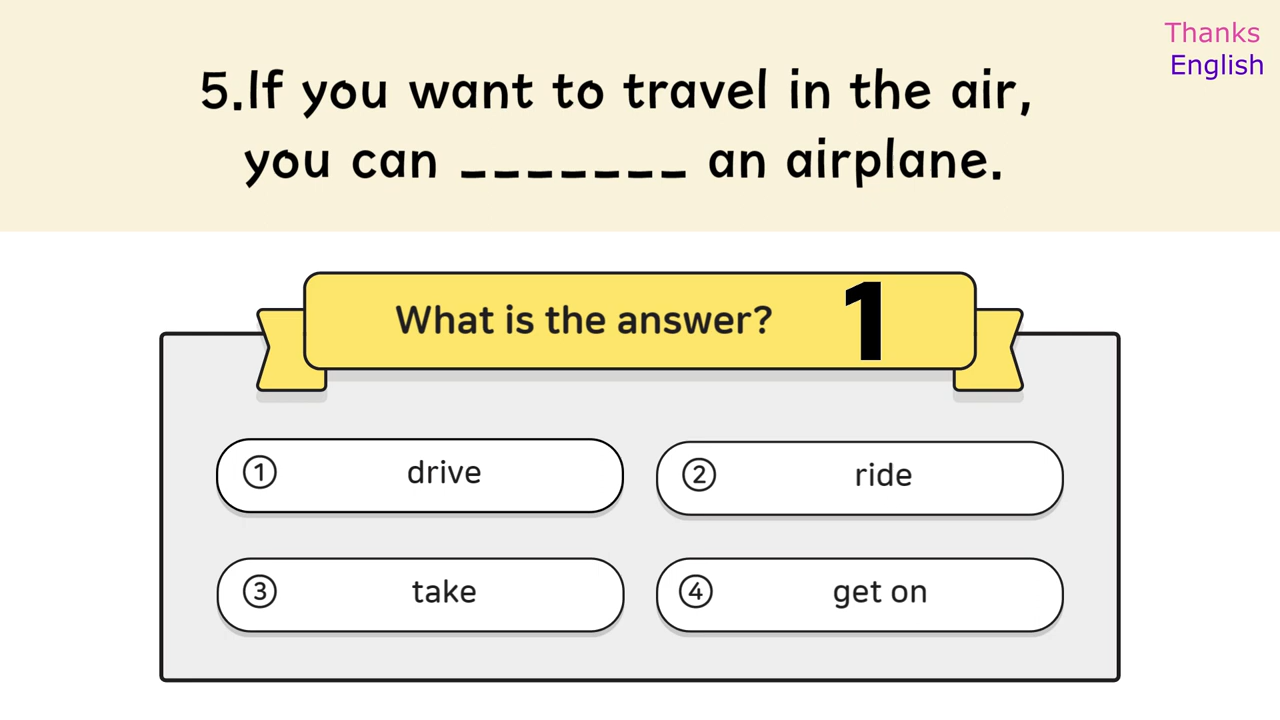 Thanks
English
5.If you want to travel in the air,
you can _______ an airplane.
What is the answer? 1
① drive
② ride
③ take
④ get on